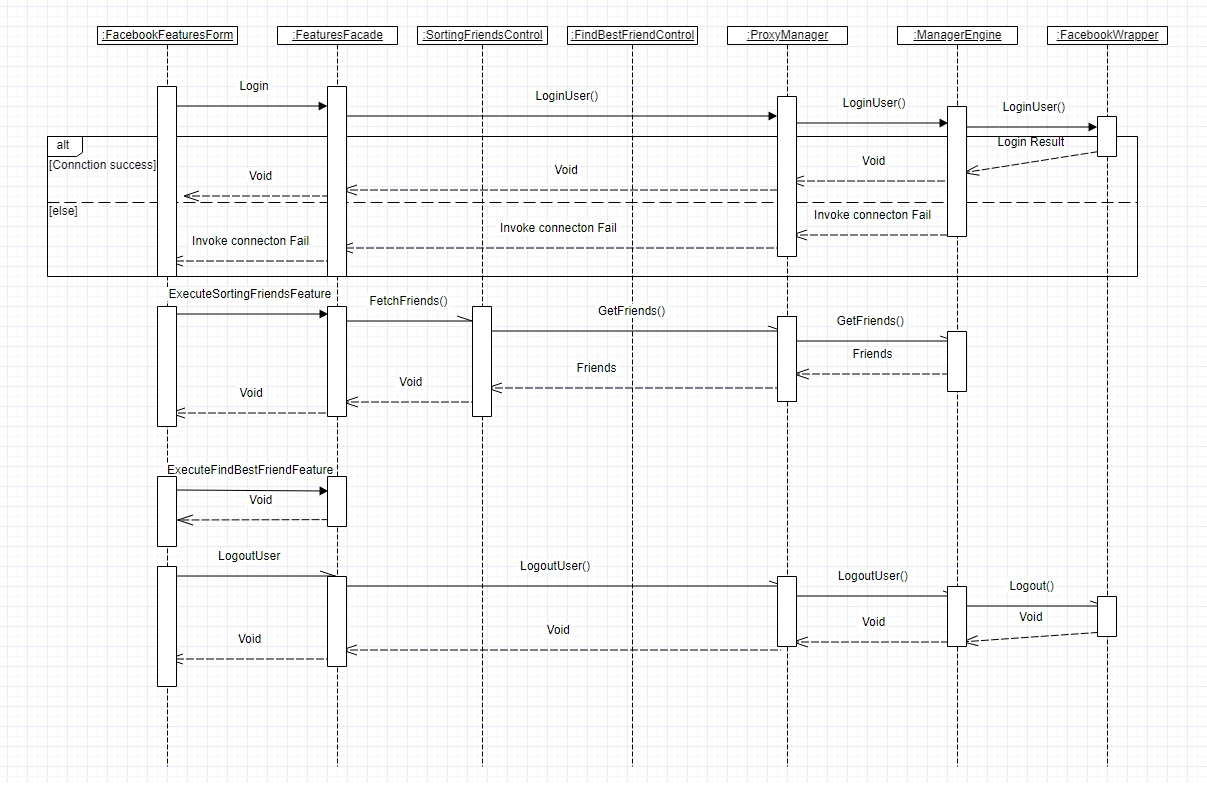 :FacebookFeaturesForm
:FeaturesFacade
:SortingFriendsControl
:FindBestFriendControl
:ProxyManager
:ManagerEngine
:FacebookWrapper
Login
LoginUser()
LoginUser()
LoginUser()
alt
[Connction success]
Login Result
Void
Void
Void
[else]
Invoke connecton Fail
Invoke connecton Fail
Invoke connecton Fail
ExecuteSortingFriendsFeature
FetchFriends()
GetFriends()
GetFriends()
Friends
Friends
Void
Void
ExecuteFindBestFriendFeature
Void
LogoutUser
LogoutUser()
LogoutUser()
Logout()
Void
Void
Void
Void